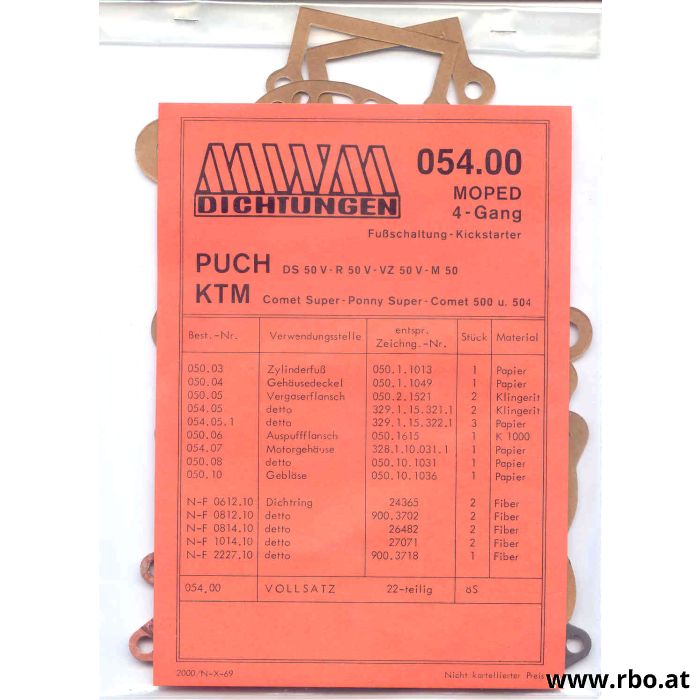 MWM
DICHTUNGEN
054.00
MOPED
4-Gang
Fußschaltung-Kickstarter
PUCH DS 50 V - R 50 V - VZ 50 V - M 50
KTM Comet Super - Ponny Super - Comet 500 u. 504
Best.-Nr. Verwendungsstelle entspr. Zeichng.-Nr. Stück Material
050.03 Zylinderfuß 050.1.1013 1 Papier
050.04 Gehäusedeckel 050.1.1049 1 Papier
050.05 Vergaserflansch 050.2.1521 2 Klingerit
054.05 detto 329.1.15.321.1 2 Klingerit
054.05.1 detto 329.1.15.322.1 3 Papier
050.06 Auspuffflansch 050.1615 1 K 1000
054.07 Motorgehäuse 328.1.10.031.1 1 Papier
050.08 detto 050.10.1031 1 Papier
050.10 Gebläse 050.10.1036 1 Papier
N-F 0612.10 Dichtring 24365 2 Fiber
N-F 0812.10 detto 900.3702 2 Fiber
N-F 0814.10 detto 26482 2 Fiber
N-F 1014.10 detto 27071 2 Fiber
N-F 2227.10 detto 900.3718 1 Fiber
054.00 VOLLSATZ 22-teilig öS
2000/N-X-69 Nicht kartellierter Preis
www.rbo.at